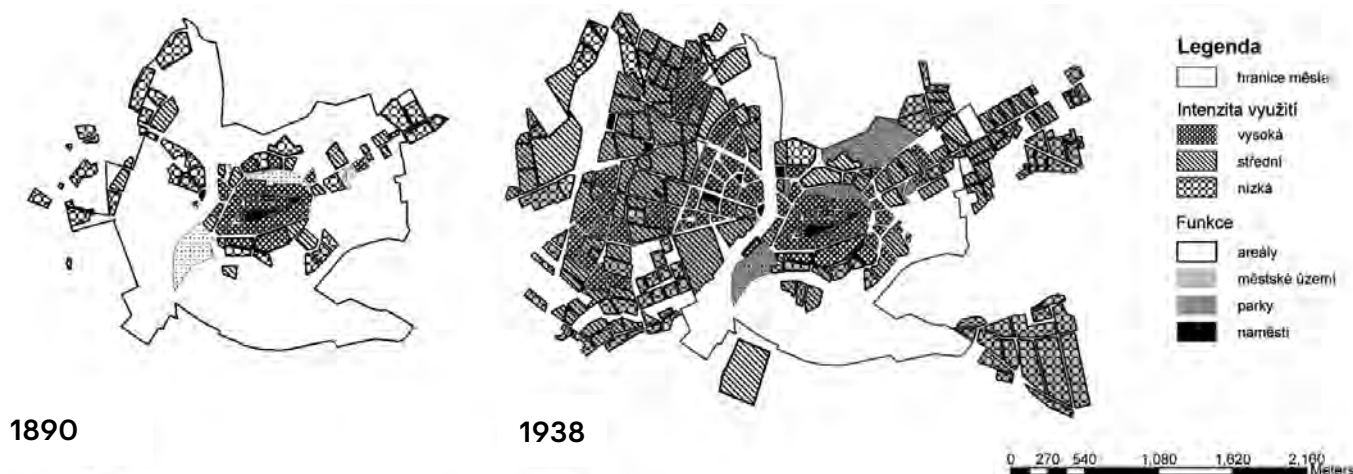 Legenda
hranice města
Intenzita využití
vysoká
střední
nízká
Funkce
areály
městské území
parky
náměstí
1890
1938
0 270 540 1,080 1,620 2,160
Meters